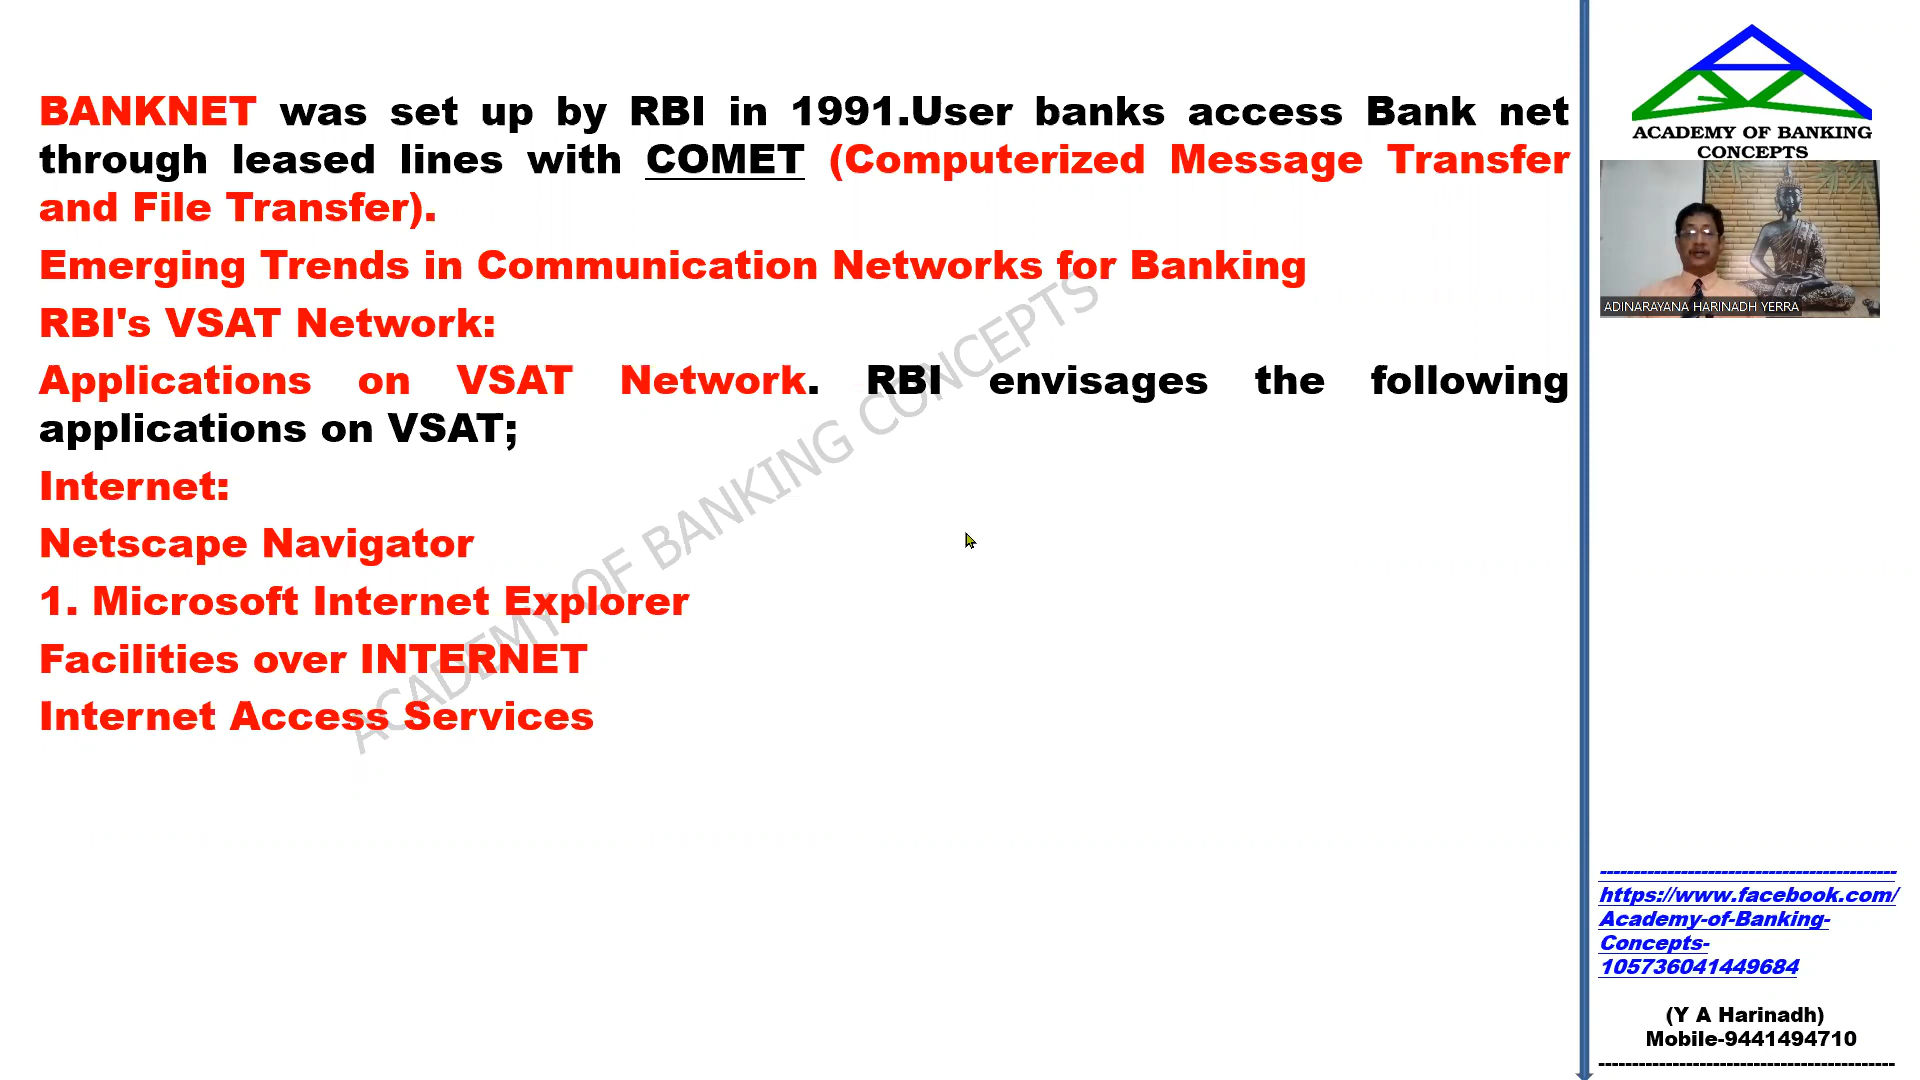 BANKNET was set up by RBI in 1991.User banks access Bank net
through leased lines with COMET (Computerized Message Transfer
and File Transfer).
Emerging Trends in Communication Networks for Banking
RBI's VSAT Network:
Applications on VSAT Network. RBI envisages the following
applications on VSAT;
Internet:
Netscape Navigator
1. Microsoft Internet Explorer
Facilities over INTERNET
Internet Access Services
ACADEMY OF BANKING CONCEPTS
ACADEMY OF BANKING
CONCEPTS
ADINARAYANA HARINADH YERRA
--------------------------------------------
https://www.facebook.com/
Academy-of-Banking-
Concepts-
105736041449684
(Y A Harinadh)
Mobile-9441494710
--------------------------------------------